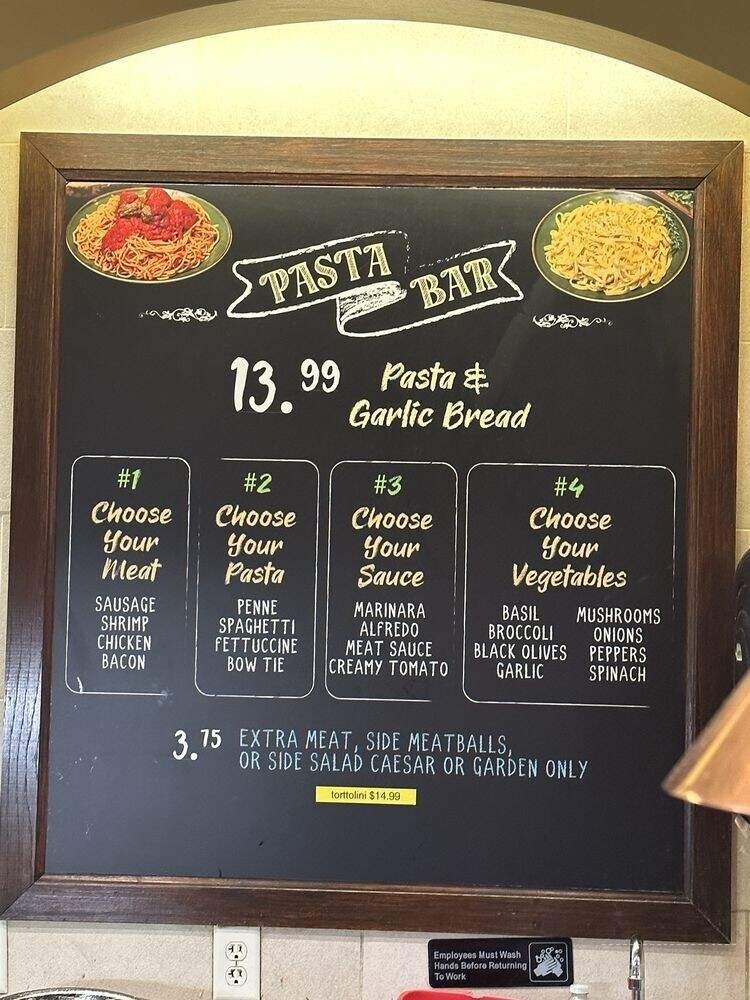 PASTA BAR
13.99 Pasta &
Garlic Bread
#1
Choose
Your
Meat
SAUSAGE
SHRIMP
CHICKEN
BACON
#2
Choose
Your
Pasta
PENNE
SPAGHETTI
FETTUCCINE
BOW TIE
#3
Choose
Your
Sauce
MARINARA
ALFREDO
MEAT SAUCE
CREAMY TOMATO
#4
Choose
Your
Vegetables
BASIL
BROCCOLI
BLACK OLIVES
GARLIC
MUSHROOMS
ONIONS
PEPPERS
SPINACH
3.75 EXTRA MEAT, SIDE MEATBALLS,
OR SIDE SALAD CAESAR OR GARDEN ONLY
torttolini $14.99
Employees Must Wash
Hands Before Returning
To Work